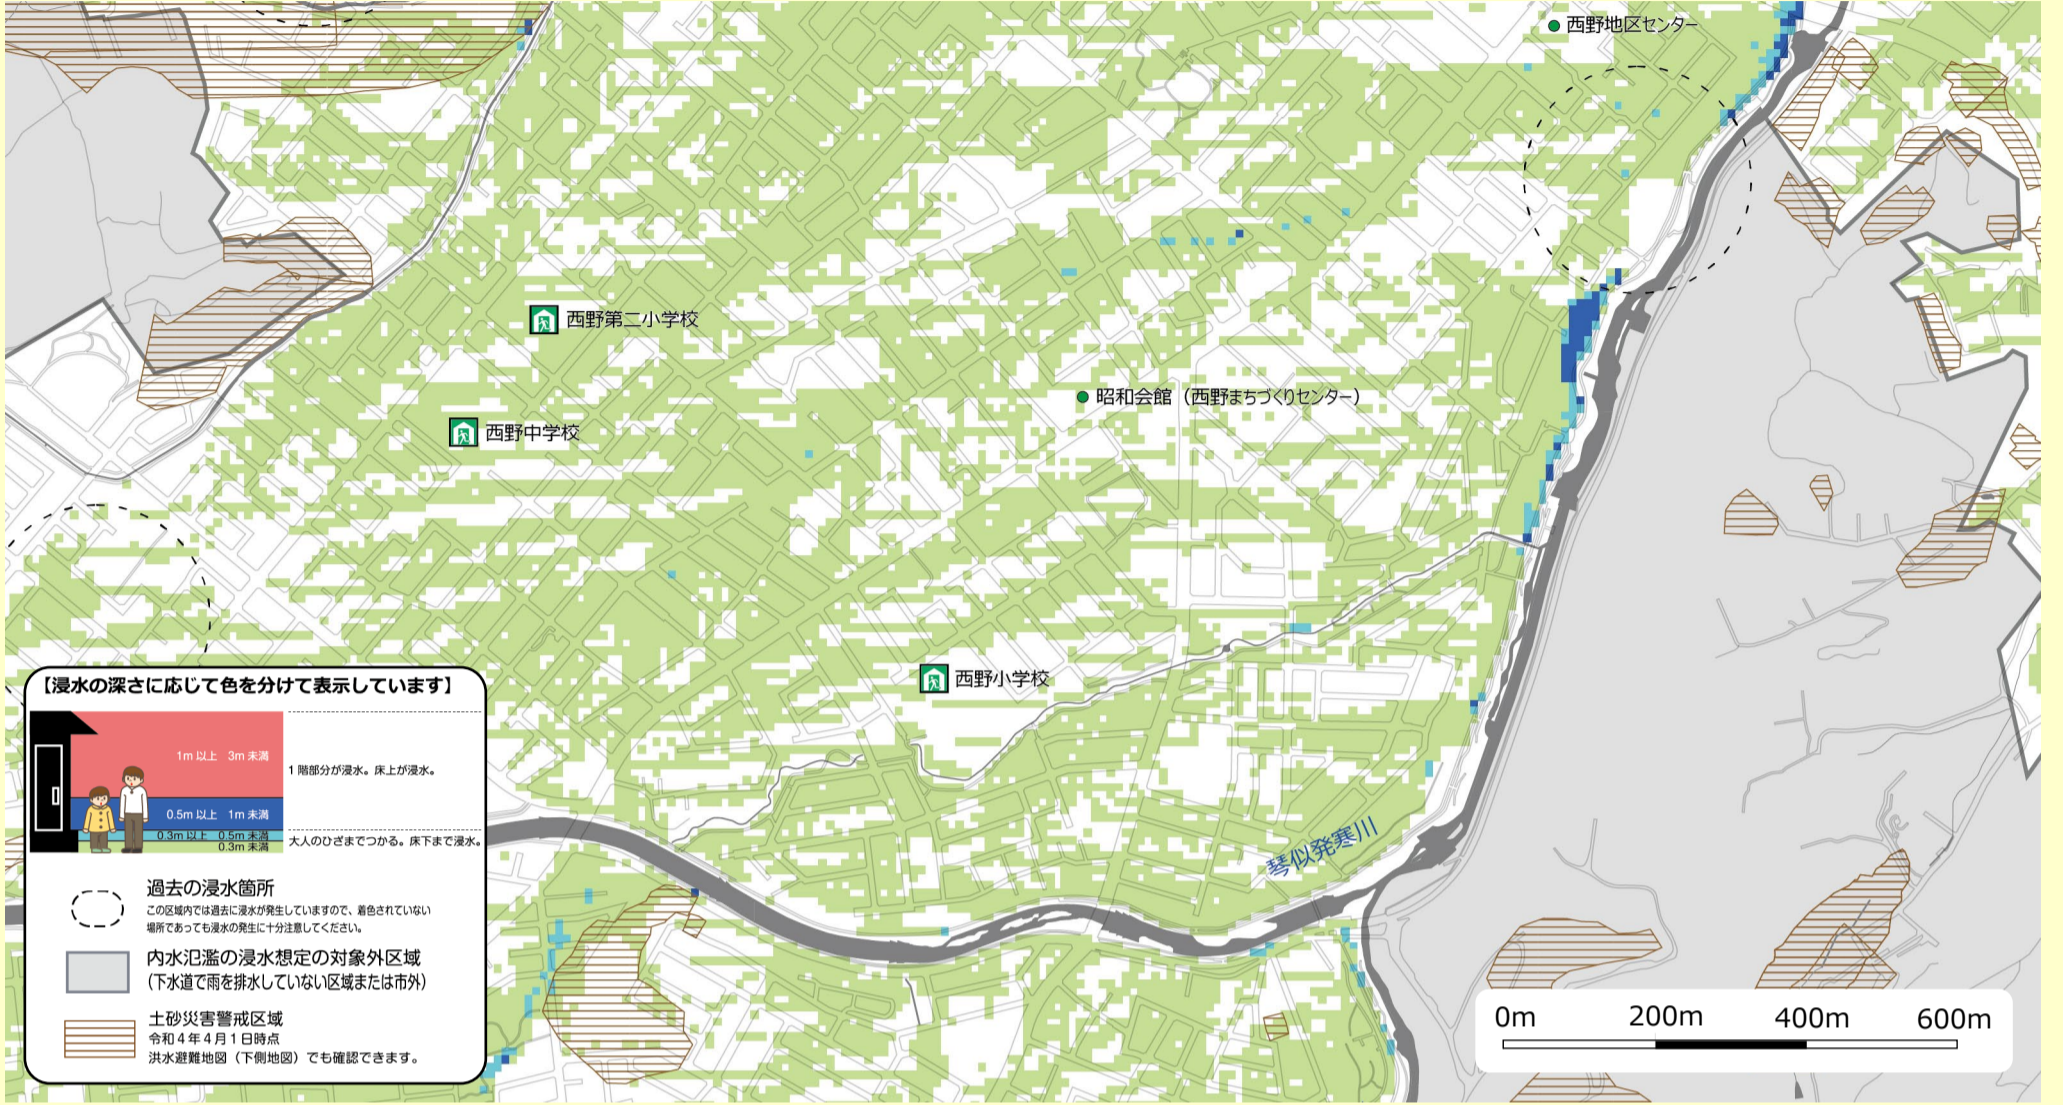 西野地区センター
西野第二小学校
昭和会館（西野まちづくりセンター）
西野中学校
西野小学校
琴似発寒川
【浸水の深さに応じて色を分けて表示しています】
1m 以上　3m 未満
1 階部分が浸水。床上が浸水。
0.5m 以上　1m 未満
0.3m 以上　0.5m 未満
0.3m 未満
大人のひざまでつかる。床下まで浸水。
過去の浸水箇所
この区域内では過去に浸水が発生していますので、着色されていない
場所であっても浸水の発生に十分注意してください。
内水氾濫の浸水想定の対象外区域
（下水道で雨を排水していない区域または市外）
土砂災害警戒区域
令和４年４月１日時点
洪水避難地図（下側地図）でも確認できます。
0m 200m 400m 600m